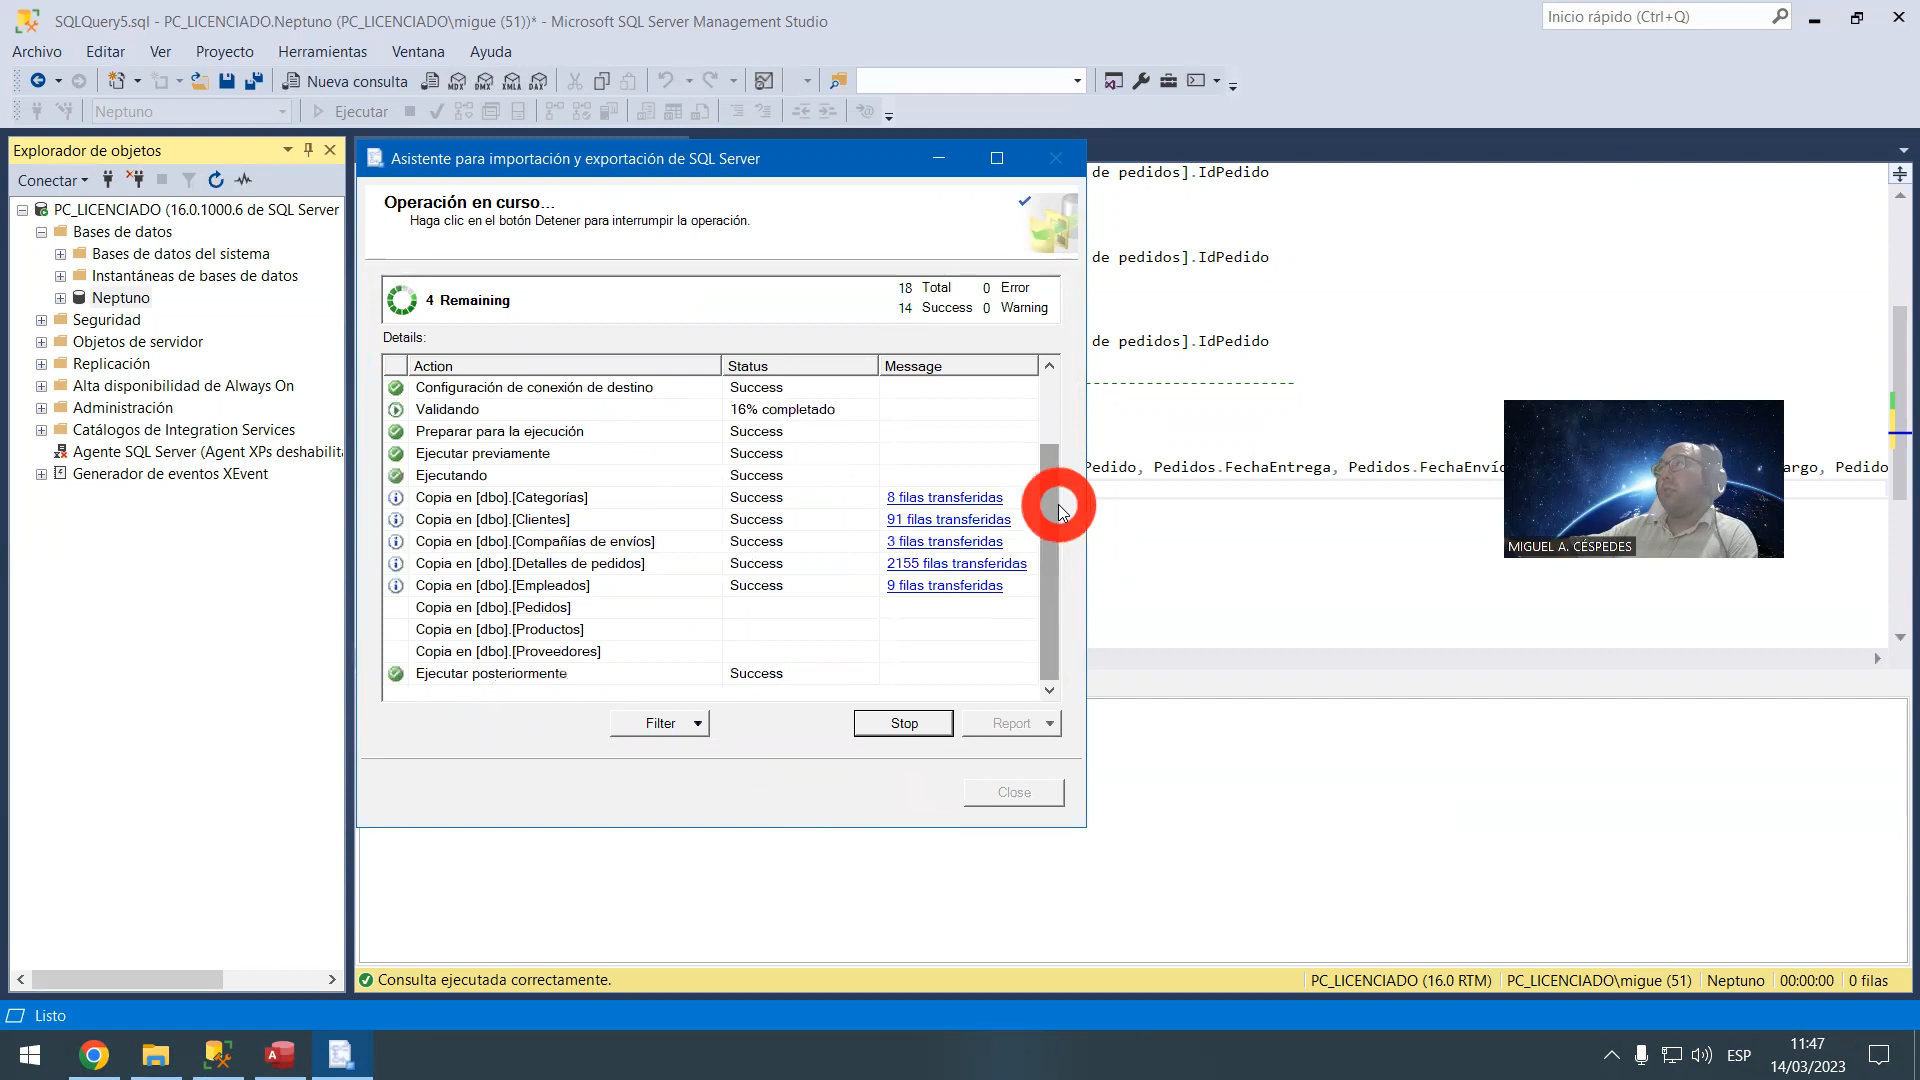 SQLQuery5.sql - PC_LICENCIADO.Neptuno (PC_LICENCIADO\migue (51))* - Microsoft SQL Server Management Studio
Inicio rápido (Ctrl+Q)
Archivo Editar Ver Proyecto Herramientas Ventana Ayuda
Nueva consulta MDX DMX XMLA DAX
Neptuno Ejecutar
Explorador de objetos
Conectar
PC_LICENCIADO (16.0.1000.6 de SQL Server
Bases de datos
Bases de datos del sistema
Instantáneas de bases de datos
Neptuno
Seguridad
Objetos de servidor
Replicación
Alta disponibilidad de Always On
Administración
Catálogos de Integration Services
Agente SQL Server (Agent XPs deshabilit
Generador de eventos XEvent
Asistente para importación y exportación de SQL Server
Operación en curso...
Haga clic en el botón Detener para interrumpir la operación.
4 Remaining
18 Total 0 Error
14 Success 0 Warning
Details:
Action Status Message
Configuración de conexión de destino Success
Validando 16% completado
Preparar para la ejecución Success
Ejecutar previamente Success
Ejecutando Success
Copia en [dbo].[Categorías] Success 8 filas transferidas
Copia en [dbo].[Clientes] Success 91 filas transferidas
Copia en [dbo].[Compañías de envíos] Success 3 filas transferidas
Copia en [dbo].[Detalles de pedidos] Success 2155 filas transferidas
Copia en [dbo].[Empleados] Success 9 filas transferidas
Copia en [dbo].[Pedidos]
Copia en [dbo].[Productos]
Copia en [dbo].[Proveedores]
Ejecutar posteriormente Success
Filter Stop Report
Close
de pedidos].IdPedido
de pedidos].IdPedido
de pedidos].IdPedido
-------------------------
Pedido, Pedidos.FechaEntrega, Pedidos.FechaEnvío argo, Pedido
MIGUEL A. CÉSPEDES
Consulta ejecutada correctamente. PC_LICENCIADO (16.0 RTM) PC_LICENCIADO\migue (51) Neptuno 00:00:00 0 filas
Listo
ESP
11:47
14/03/2023